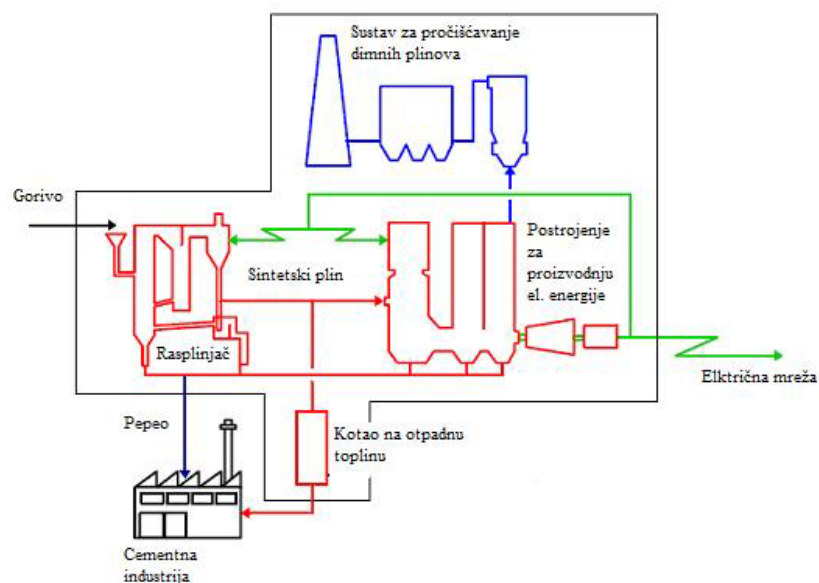 Sustav za pročišćavanje
dimnih plinova
Gorivo
Postrojenje
za
proizvodnju
el. energije
Sintetski plin
Rasplinjač
Elktrična mreža
Pepeo
Kotao na otpadnu
toplinu
Cementna
industrija